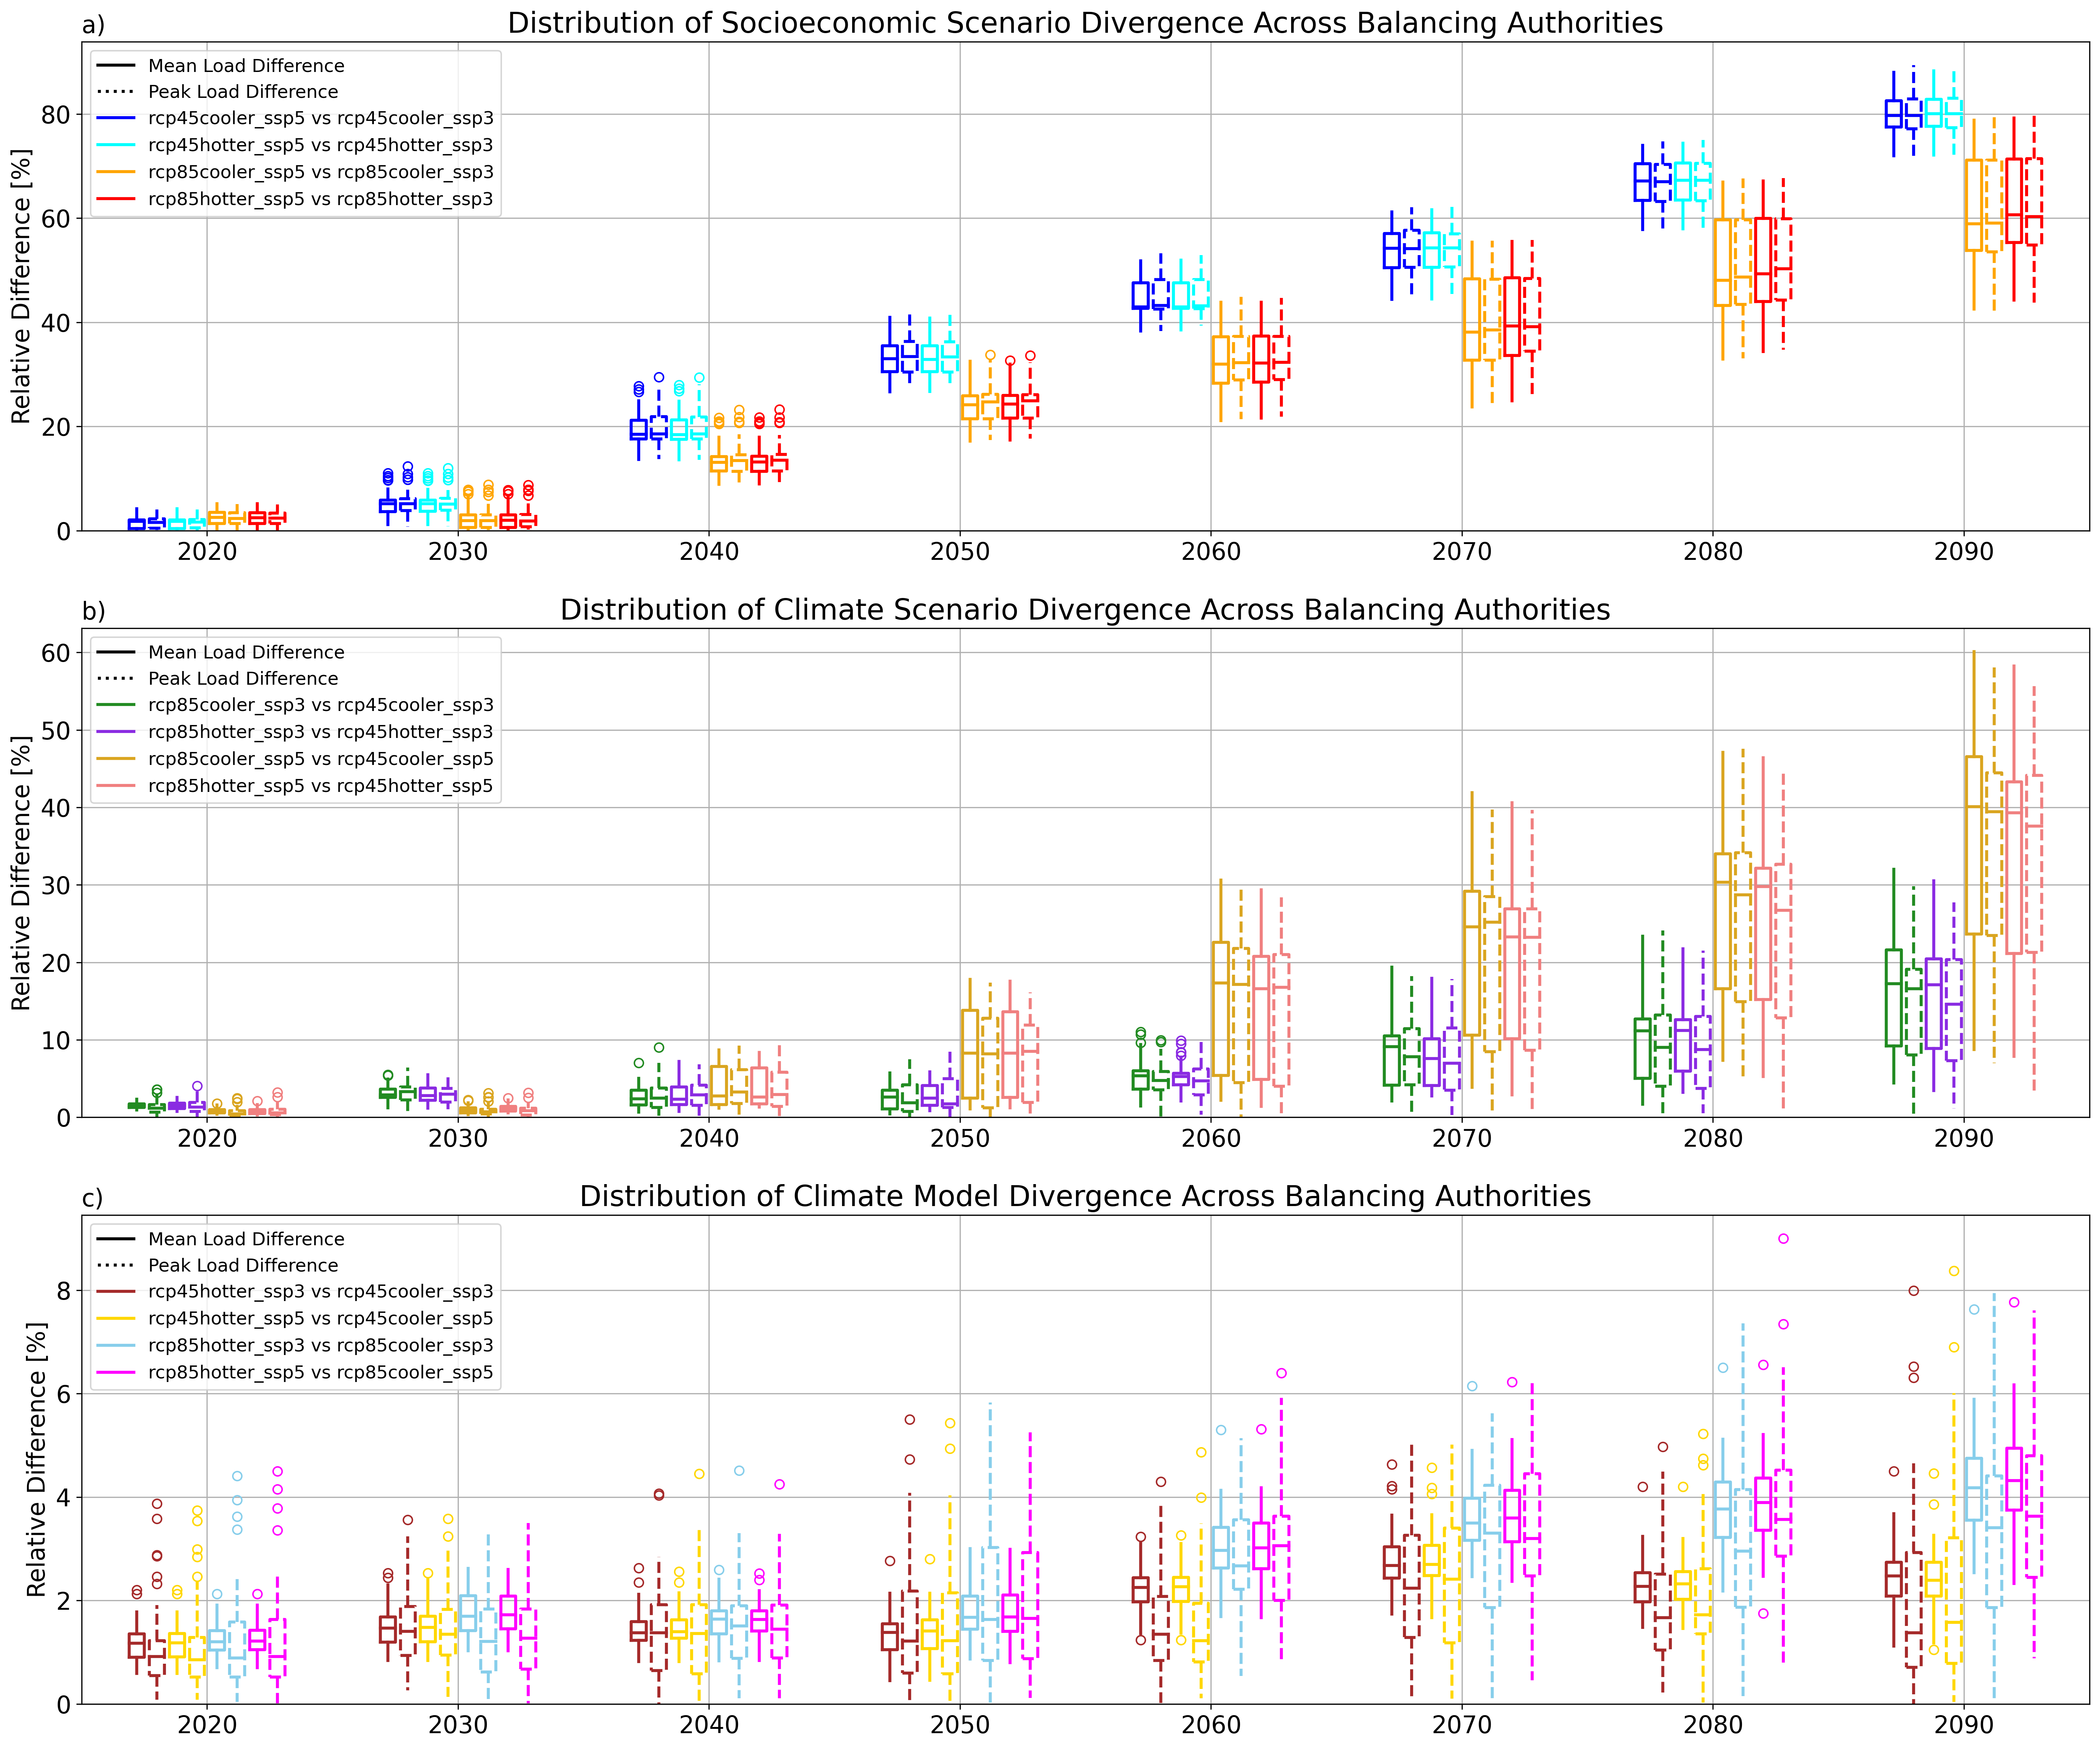 a)
Distribution of Socioeconomic Scenario Divergence Across Balancing Authorities
Relative Difference [%]
80
60
40
20
0
Mean Load Difference
Peak Load Difference
rcp45cooler_ssp5 vs rcp45cooler_ssp3
rcp45hotter_ssp5 vs rcp45hotter_ssp3
rcp85cooler_ssp5 vs rcp85cooler_ssp3
rcp85hotter_ssp5 vs rcp85hotter_ssp3
2020 2030 2040 2050 2060 2070 2080 2090
b)
Distribution of Climate Scenario Divergence Across Balancing Authorities
Relative Difference [%]
60
50
40
30
20
10
0
Mean Load Difference
Peak Load Difference
rcp85cooler_ssp3 vs rcp45cooler_ssp3
rcp85hotter_ssp3 vs rcp45hotter_ssp3
rcp85cooler_ssp5 vs rcp45cooler_ssp5
rcp85hotter_ssp5 vs rcp45hotter_ssp5
2020 2030 2040 2050 2060 2070 2080 2090
c)
Distribution of Climate Model Divergence Across Balancing Authorities
Relative Difference [%]
8
6
4
2
0
Mean Load Difference
Peak Load Difference
rcp45hotter_ssp3 vs rcp45cooler_ssp3
rcp45hotter_ssp5 vs rcp45cooler_ssp5
rcp85hotter_ssp3 vs rcp85cooler_ssp3
rcp85hotter_ssp5 vs rcp85cooler_ssp5
2020 2030 2040 2050 2060 2070 2080 2090